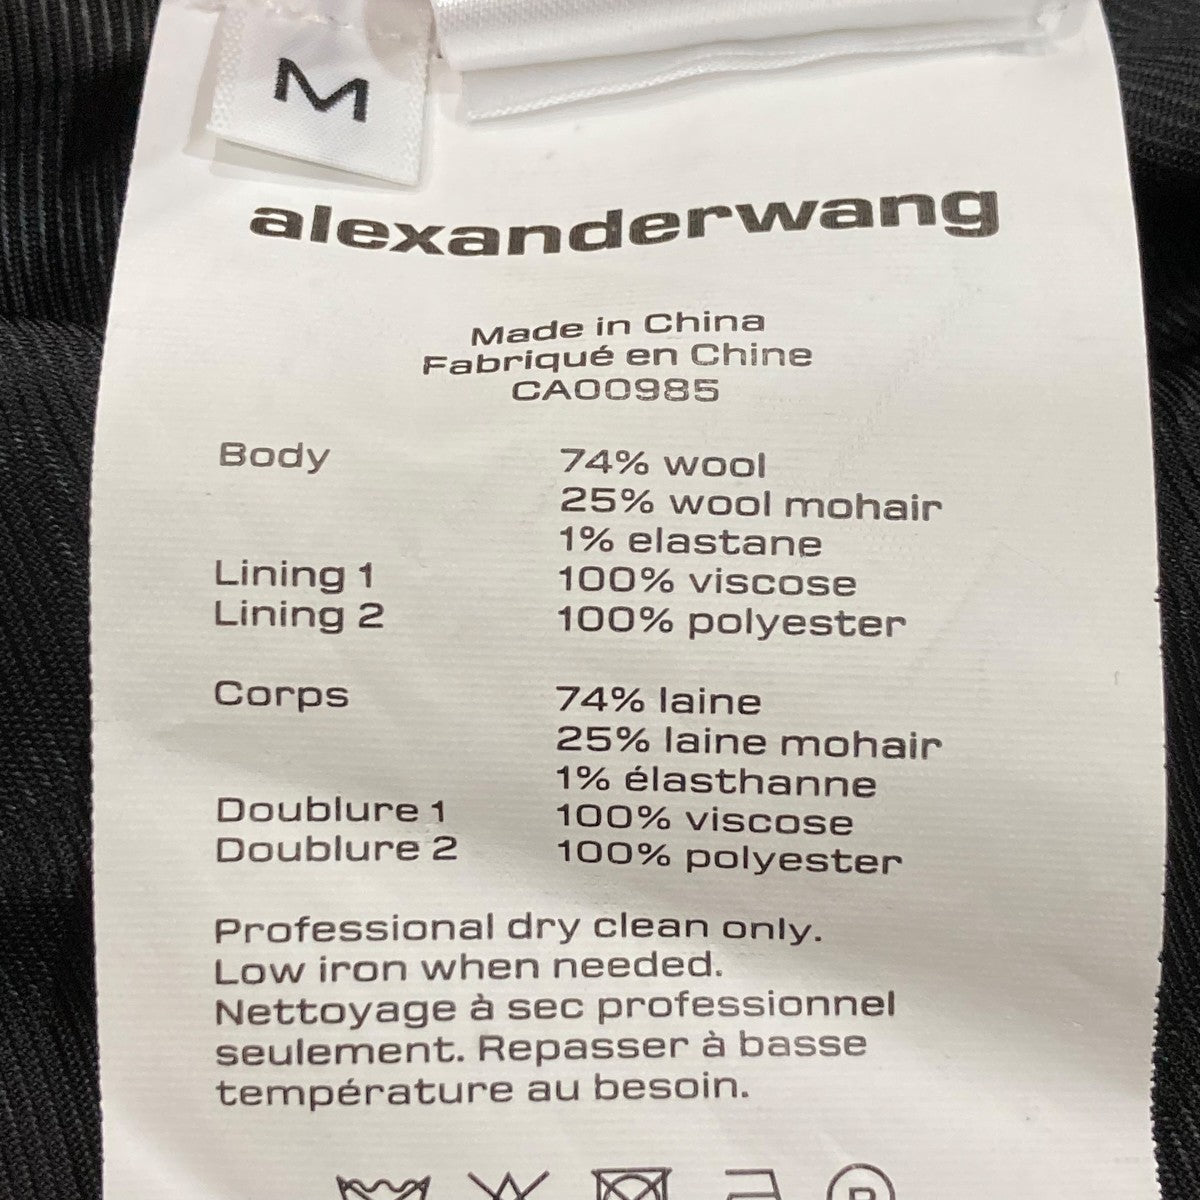 M
alexanderwang
Made in China
Fabriqué en Chine
CA00985
Body 74% wool
25% wool mohair
1% elastane
Lining 1 100% viscose
Lining 2 100% polyester
Corps 74% laine
25% laine mohair
1% élasthanne
Doublure 1 100% viscose
Doublure 2 100% polyester
Professional dry clean only.
Low iron when needed.
Nettoyage à sec professionnel
seulement. Repasser à basse
température au besoin.
P